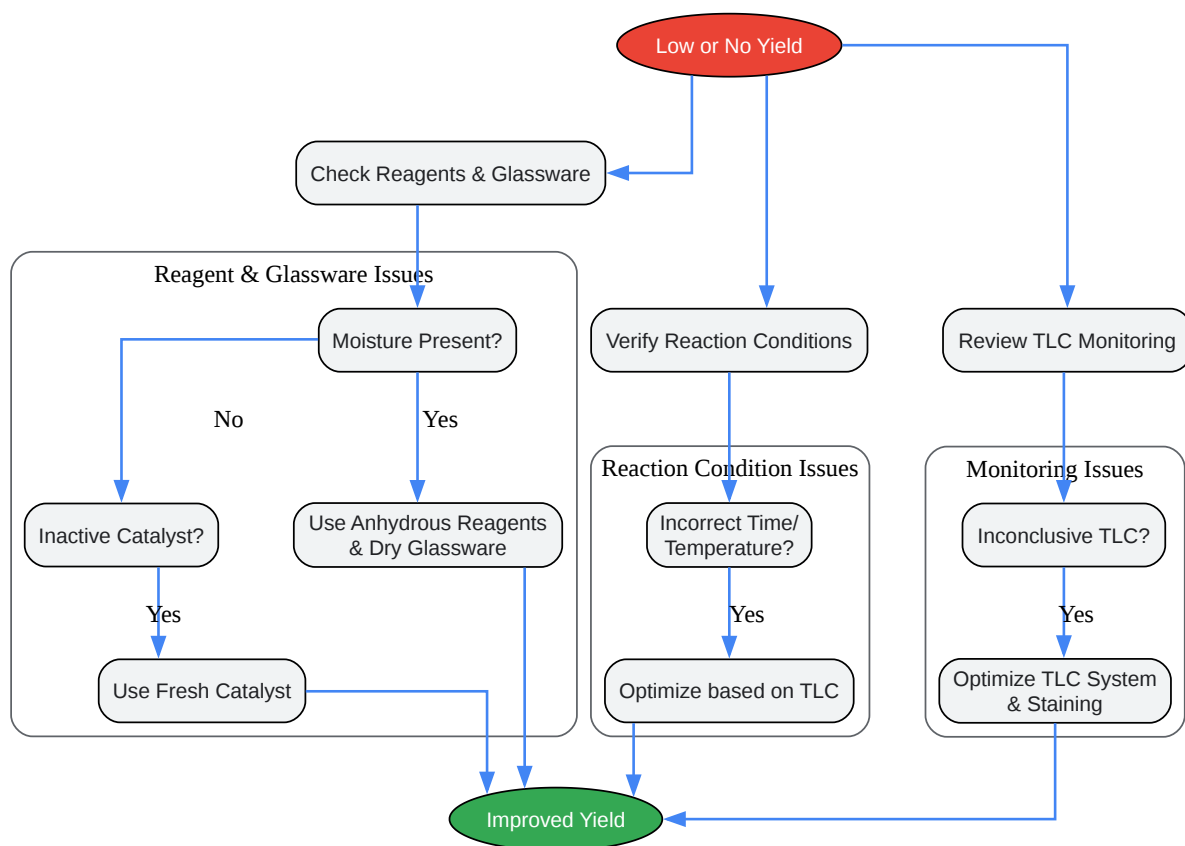 Low or No Yield
Check Reagents & Glassware
Reagent & Glassware Issues
Moisture Present?
Verify Reaction Conditions
Review TLC Monitoring
No
Yes
Reaction Condition Issues
Monitoring Issues
Inactive Catalyst?
Use Anhydrous Reagents
& Dry Glassware
Incorrect Time/
Temperature?
Inconclusive TLC?
Yes
Yes
Yes
Use Fresh Catalyst
Optimize based on TLC
Optimize TLC System
& Staining
Improved Yield